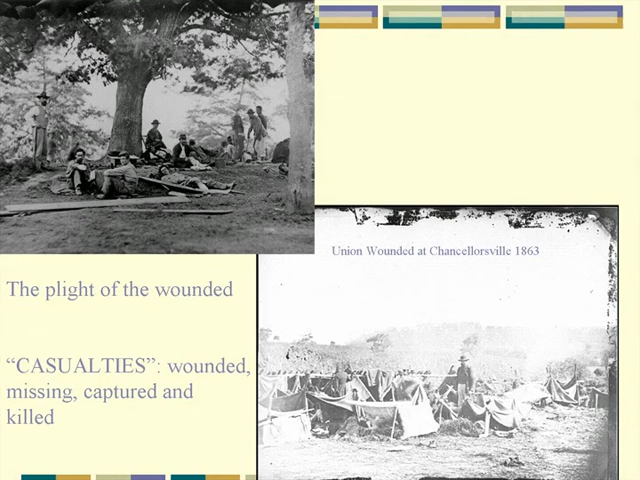 Union Wounded at Chancellorsville 1863
The plight of the wounded
“CASUALTIES”: wounded,
missing, captured and
killed